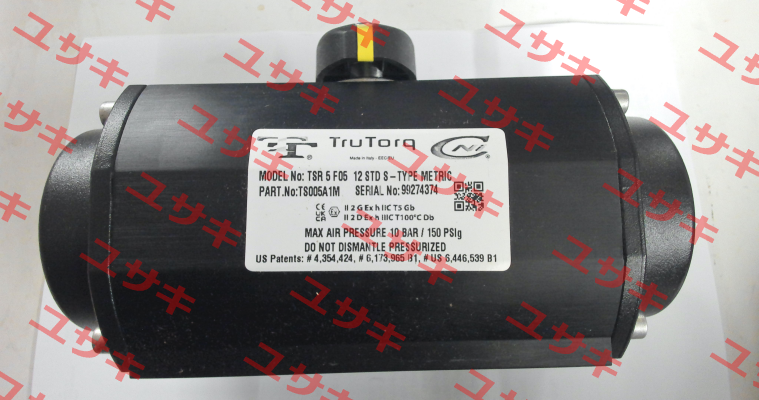 TruTorq
Made in Italy - EEC/EU
CNi
MODEL No: TSR 5 F05 12 STD S-TYPE METRIC
PART.No:TS005A1M SERIAL No:99274374
II 2 G Ex h IIC T5 Gb
II 2 D Ex h IIIC T100°C Db
MAX AIR PRESSURE 10 BAR / 150 PSIg
DO NOT DISMANTLE PRESSURIZED
US Patents: # 4,354,424, # 6,173,965 B1, # US 6,446,539 B1
ユサキ